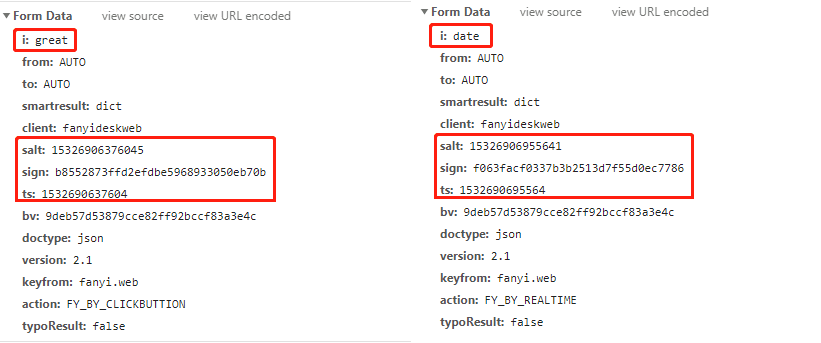 Form Data view source view URL encoded
i: great
from: AUTO
to: AUTO
smartresult: dict
client: fanyideskweb
salt: 15326906376045
sign: b8552873ffd2efdbe5968933050eb70b
ts: 1532690637604
bv: 9deb57d53879cce82ff92bccf83a3e4c
doctype: json
version: 2.1
keyfrom: fanyi.web
action: FY_BY_CLICKBUTTION
typoResult: false
Form Data view source view URL encoded
i: date
from: AUTO
to: AUTO
smartresult: dict
client: fanyideskweb
salt: 15326906955641
sign: f063facf0337b3b2513d7f55d0ec7786
ts: 1532690695564
bv: 9deb57d53879cce82ff92bccf83a3e4c
doctype: json
version: 2.1
keyfrom: fanyi.web
action: FY_BY_REALTIME
typoResult: false